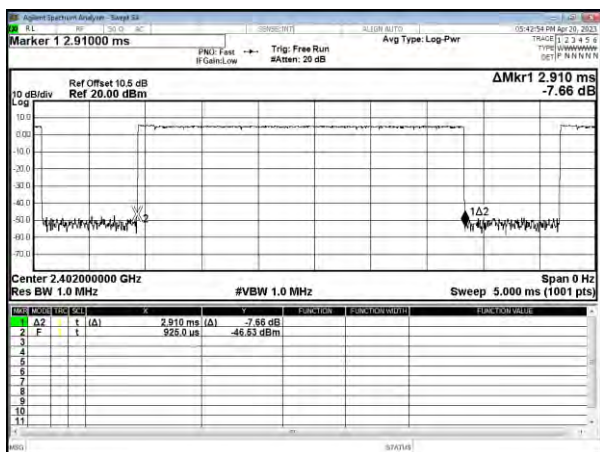 Agilent Spectrum Analyzer - Swept SA
RL RF 50 Ω AC SENSE:INT ALIGN AUTO 05:42:54 PM Apr 20, 2023
Marker 1 2.91000 ms
PNO: Fast
IFGain:Low
Trig: Free Run
#Atten: 20 dB
Avg Type: Log-Pwr
TRACE 1 2 3 4 5 6
TYPE WWWWWW
DET P N N N N N
Ref Offset 10.5 dB
10 dB/div Ref 20.00 dBm
Log
ΔMkr1 2.910 ms
-7.66 dB
10.0
0.00
-10.0
-20.0
-30.0
-40.0
-50.0
-60.0
-70.0
2
1Δ2
Center 2.402000000 GHz Span 0 Hz
Res BW 1.0 MHz #VBW 1.0 MHz Sweep 5.000 ms (1001 pts)
MKR MODE TRC SCL X Y FUNCTION FUNCTION WIDTH FUNCTION VALUE
1 Δ2 t (Δ) 2.910 ms (Δ) -7.66 dB
2 F t 925.0 us -46.53 dBm
3
4
5
6
7
8
9
10
11
MSG STATUS